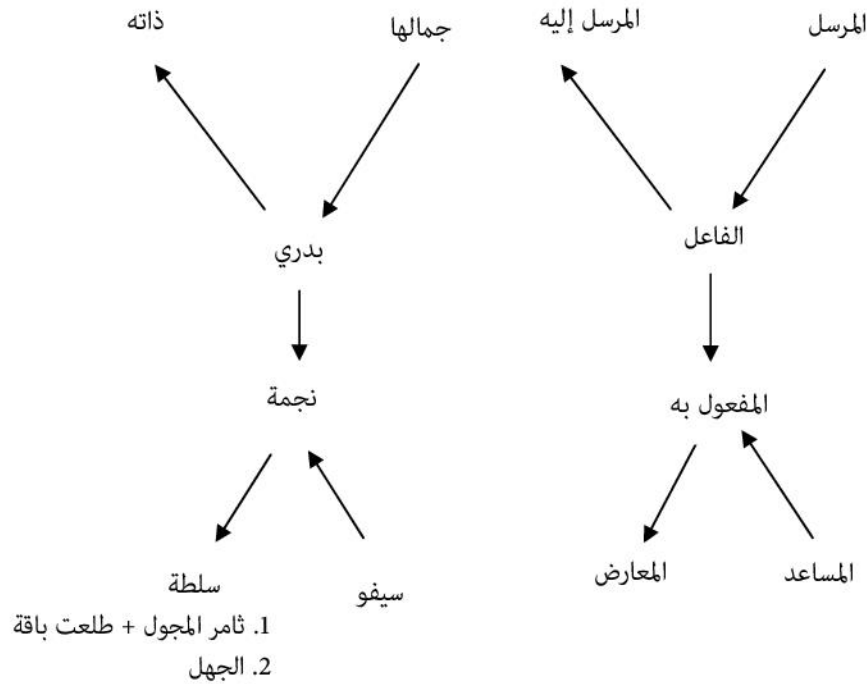 المرسل
المرسل إليه
جمالها
ذاته
الفاعل
بدري
المفعول به
نجمة
المساعد
المعارض
سيفو
سلطة
1. ثامر المجول + طلعت باقة
2. الجهل